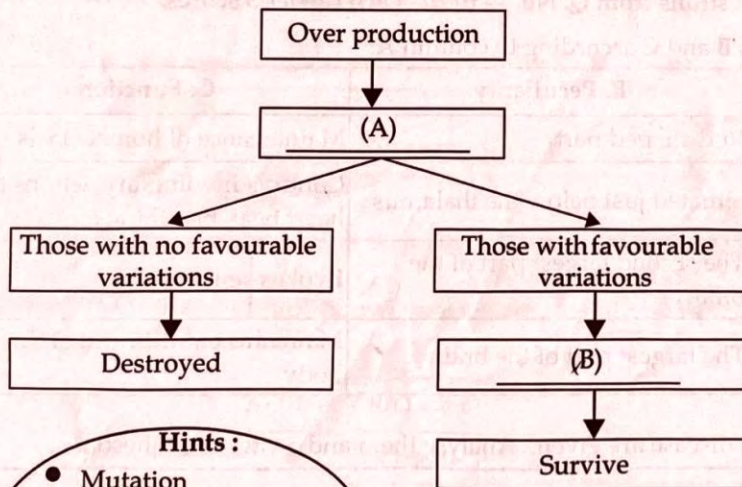 Over production
(A)
Those with no favourable
variations
Those with favourable
variations
Destroyed
(B)
Survive
Hints :
● Mutation